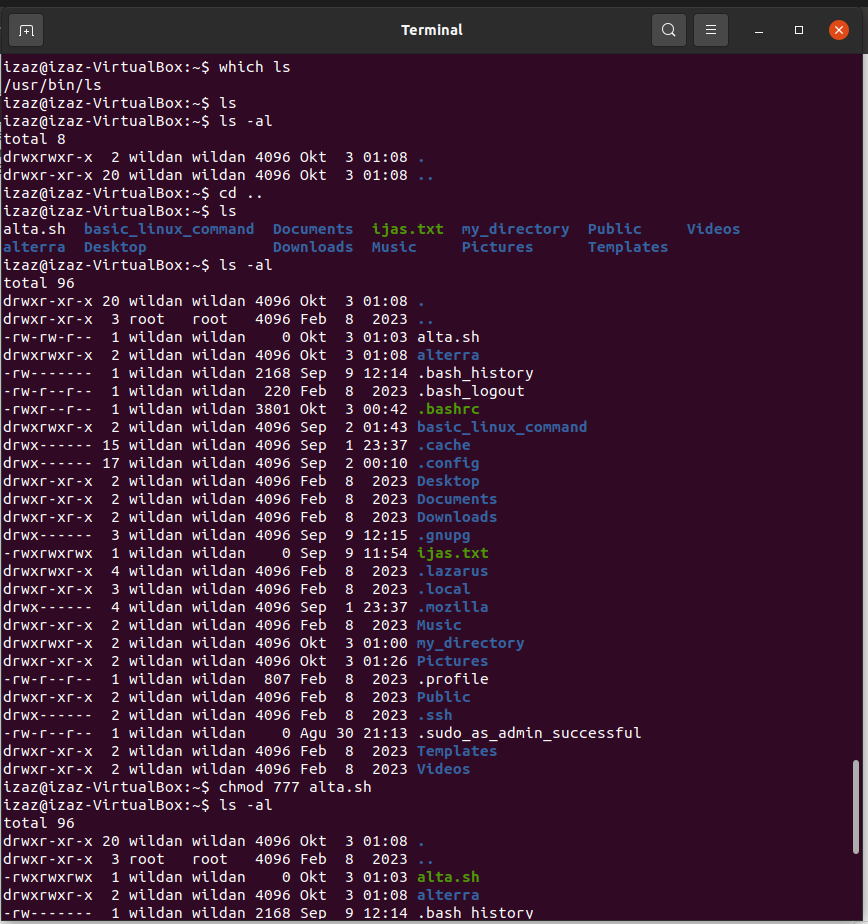 Terminal
izaz@izaz-VirtualBox:~$ which ls
/usr/bin/ls
izaz@izaz-VirtualBox:~$ ls
izaz@izaz-VirtualBox:~$ ls -al
total 8
drwxrwxr-x  2 wildan wildan 4096 Okt  3 01:08 .
drwxr-xr-x 20 wildan wildan 4096 Okt  3 01:08 ..
izaz@izaz-VirtualBox:~$ cd ..
izaz@izaz-VirtualBox:~$ ls
alta.sh  basic_linux_command  Documents  ijas.txt  my_directory  Public     Videos
alterra  Desktop              Downloads  Music     Pictures      Templates
izaz@izaz-VirtualBox:~$ ls -al
total 96
drwxr-xr-x 20 wildan wildan 4096 Okt  3 01:08 .
drwxr-xr-x  3 root   root   4096 Feb  8  2023 ..
-rw-rw-r--  1 wildan wildan    0 Okt  3 01:03 alta.sh
drwxrwxr-x  2 wildan wildan 4096 Okt  3 01:08 alterra
-rw-------  1 wildan wildan 2168 Sep  9 12:14 .bash_history
-rw-r--r--  1 wildan wildan  220 Feb  8  2023 .bash_logout
-rwxr--r--  1 wildan wildan 3801 Okt  3 00:42 .bashrc
drwxrwxr-x  2 wildan wildan 4096 Sep  2 01:43 basic_linux_command
drwx------ 15 wildan wildan 4096 Sep  1 23:37 .cache
drwx------ 17 wildan wildan 4096 Sep  2 00:10 .config
drwxr-xr-x  2 wildan wildan 4096 Feb  8  2023 Desktop
drwxr-xr-x  2 wildan wildan 4096 Feb  8  2023 Documents
drwxr-xr-x  2 wildan wildan 4096 Feb  8  2023 Downloads
drwx------  3 wildan wildan 4096 Sep  9 12:15 .gnupg
-rwxrwxrwx  1 wildan wildan    0 Sep  9 11:54 ijas.txt
drwxrwxr-x  4 wildan wildan 4096 Feb  8  2023 .lazarus
drwxr-xr-x  3 wildan wildan 4096 Feb  8  2023 .local
drwx------  4 wildan wildan 4096 Sep  1 23:37 .mozilla
drwxr-xr-x  2 wildan wildan 4096 Feb  8  2023 Music
drwxrwxr-x  2 wildan wildan 4096 Okt  3 01:00 my_directory
drwxr-xr-x  2 wildan wildan 4096 Okt  3 01:26 Pictures
-rw-r--r--  1 wildan wildan  807 Feb  8  2023 .profile
drwxr-xr-x  2 wildan wildan 4096 Feb  8  2023 Public
drwx------  2 wildan wildan 4096 Feb  8  2023 .ssh
-rw-r--r--  1 wildan wildan    0 Agu 30 21:13 .sudo_as_admin_successful
drwxr-xr-x  2 wildan wildan 4096 Feb  8  2023 Templates
drwxr-xr-x  2 wildan wildan 4096 Feb  8  2023 Videos
izaz@izaz-VirtualBox:~$ chmod 777 alta.sh
izaz@izaz-VirtualBox:~$ ls -al
total 96
drwxr-xr-x 20 wildan wildan 4096 Okt  3 01:08 .
drwxr-xr-x  3 root   root   4096 Feb  8  2023 ..
-rwxrwxrwx  1 wildan wildan    0 Okt  3 01:03 alta.sh
drwxrwxr-x  2 wildan wildan 4096 Okt  3 01:08 alterra
-rw-------  1 wildan wildan 2168 Sep  9 12:14 .bash_history